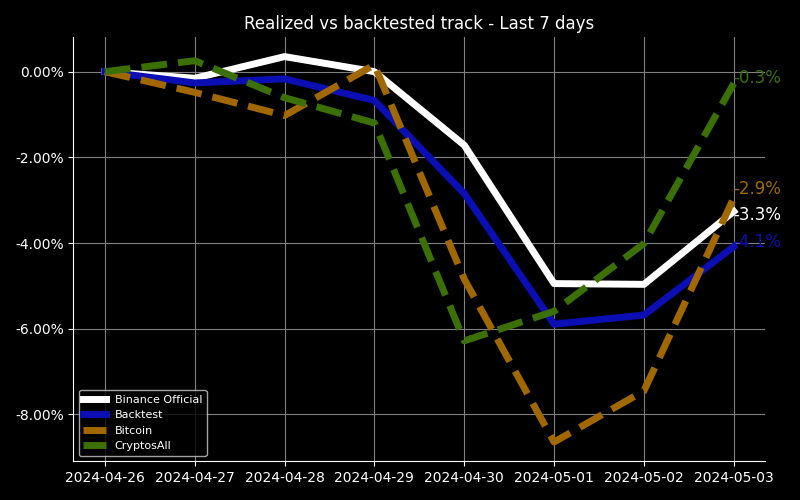 Realized vs backtested track - Last 7 days
0.00%
-2.00%
-4.00%
-6.00%
-8.00%
-0.3%
-2.9%
-3.3%
-4.1%
Binance Official
Backtest
Bitcoin
CryptosAll
2024-04-26 2024-04-27 2024-04-28 2024-04-29 2024-04-30 2024-05-01 2024-05-02 2024-05-03